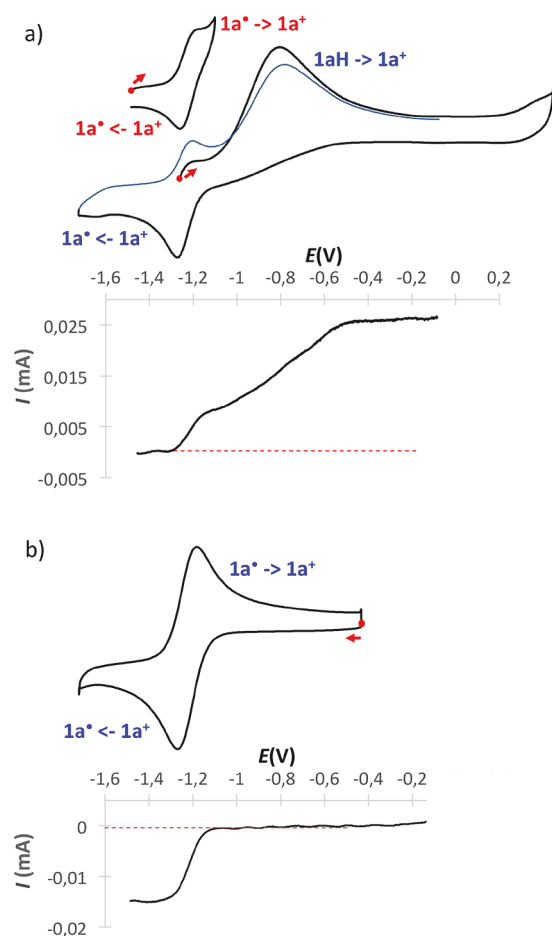 a)
1a• -> 1a+
1aH -> 1a+
1a• <- 1a+
1a• <- 1a+
E(V)
-1,6 -1,4 -1,2 -1 -0,8 -0,6 -0,4 -0,2 0 0,2
0,025
0,015
0,005
-0,005
I (mA)
b)
1a• -> 1a+
1a• <- 1a+
E(V)
-1,6 -1,4 -1,2 -1 -0,8 -0,6 -0,4 -0,2
0
-0,01
-0,02
I (mA)